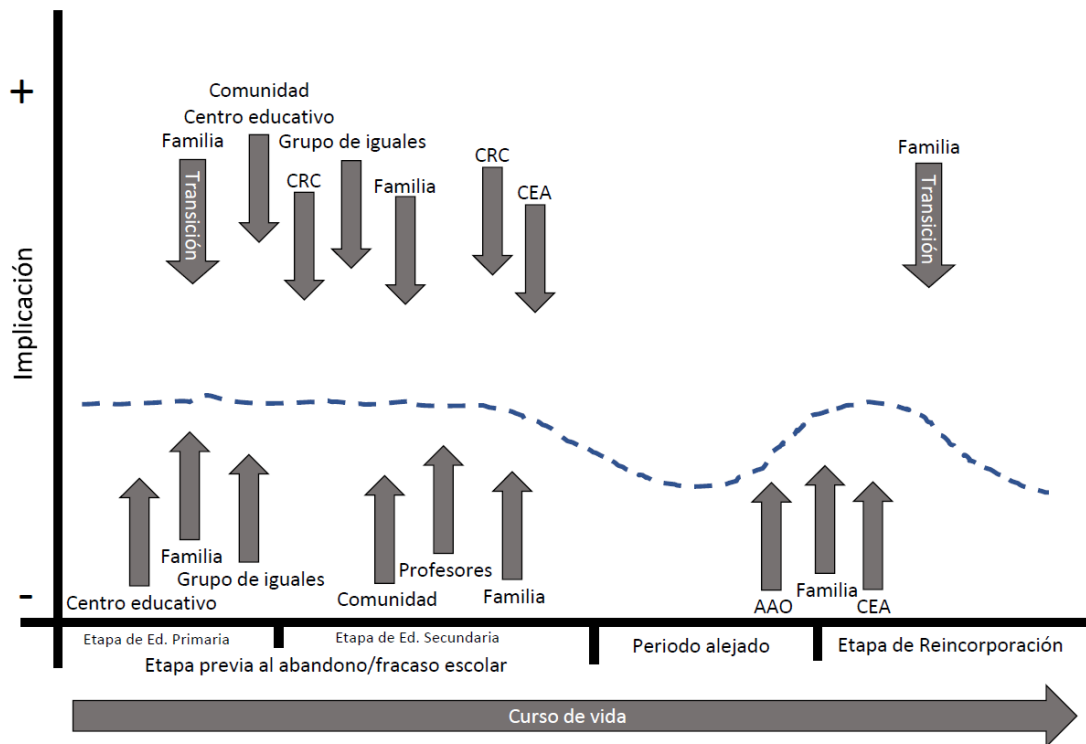 +
Comunidad
Centro educativo
Familia
Grupo de iguales
CRC
Familia
CRC
CEA
Familia
Transición
Transición
Implicación
Familia
Grupo de iguales
Centro educativo
Profesores
Comunidad
Familia
AAO
Familia
CEA
-
Etapa de Ed. Primaria
Etapa de Ed. Secundaria
Etapa previa al abandono/fracaso escolar
Periodo alejado
Etapa de Reincorporación
Curso de vida